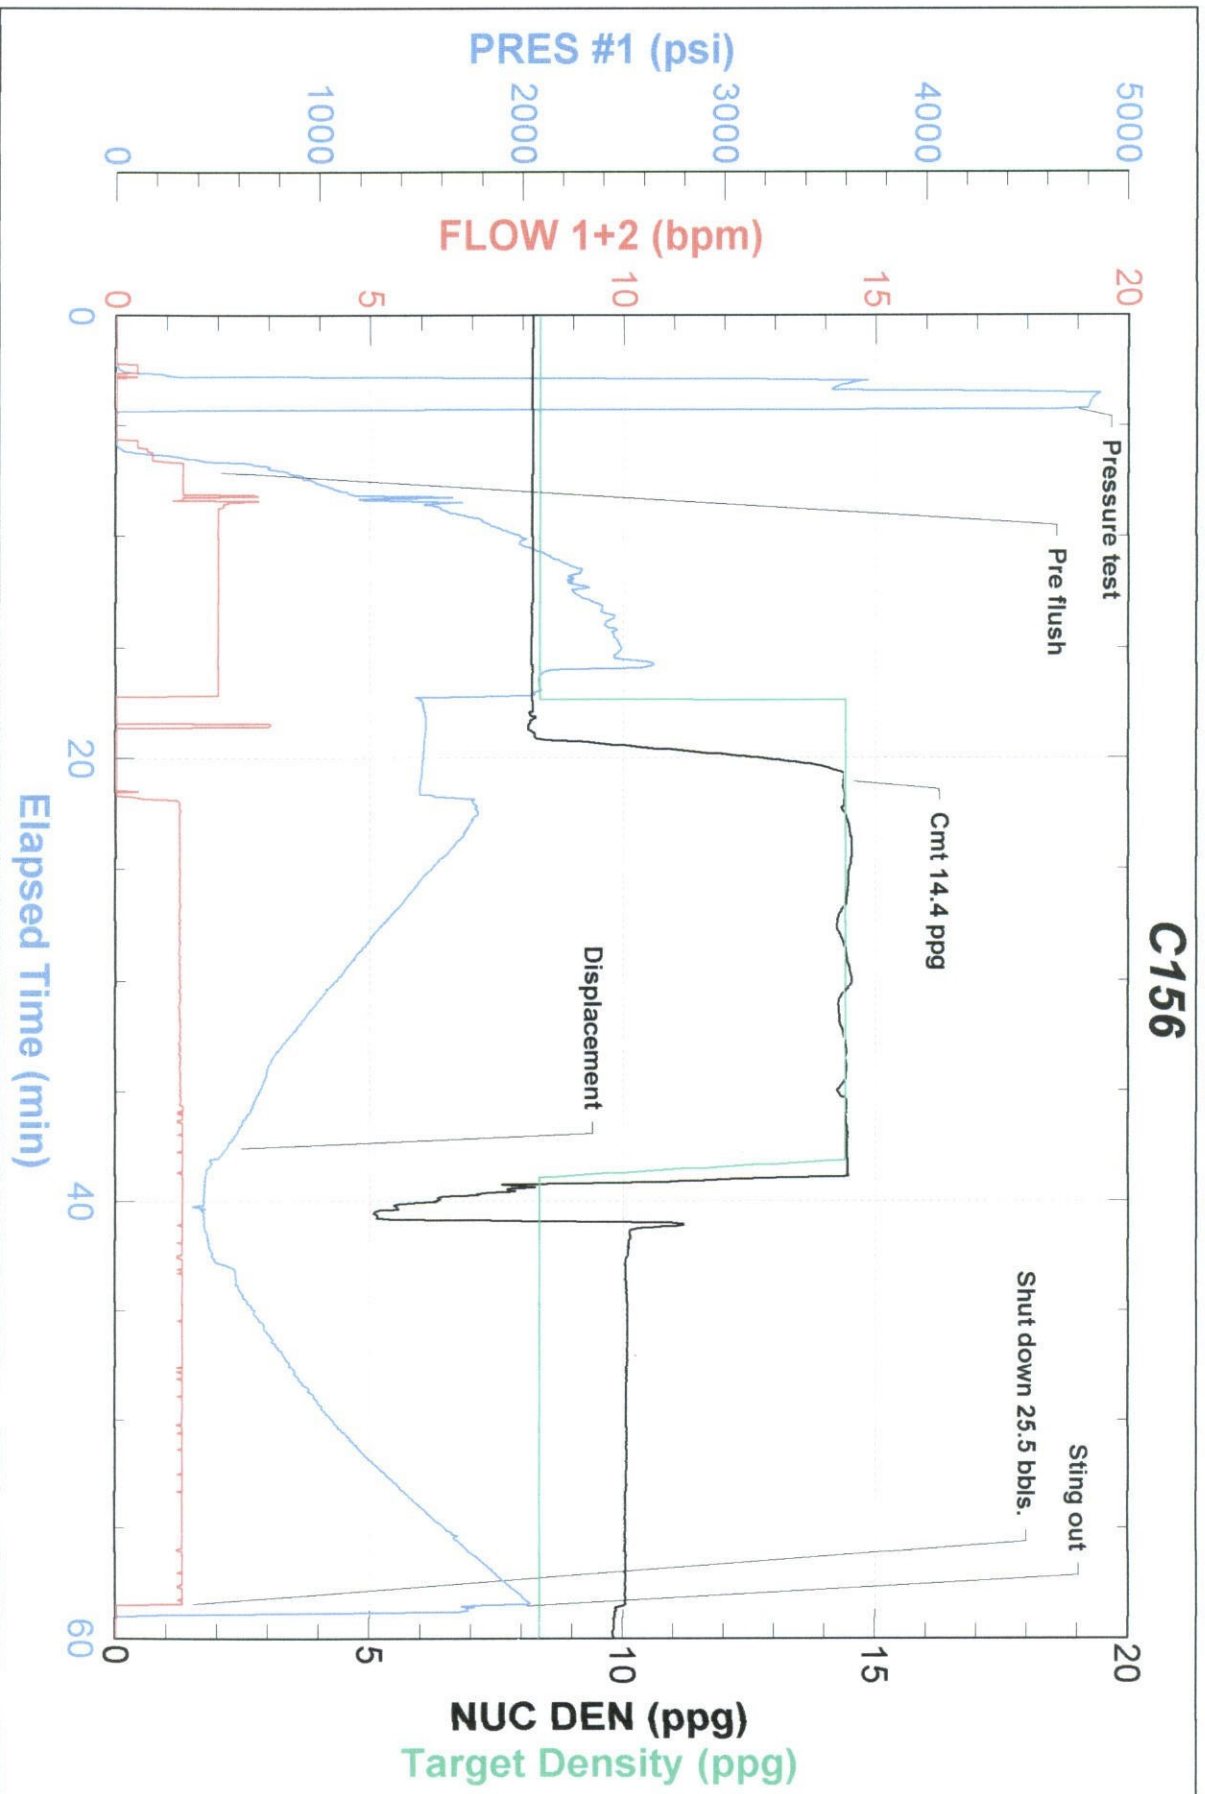 C156
PRES #1 (psi)
5000
4000
3000
2000
1000
0
FLOW 1+2 (bpm)
20
15
10
5
0
Pressure test
Pre flush
Cmt 14.4 ppg
Displacement
Shut down 25.5 bbls.
Sting out
20
15
10
5
0
NUC DEN (ppg)
Target Density (ppg)
0
20
40
60
Elapsed Time (min)